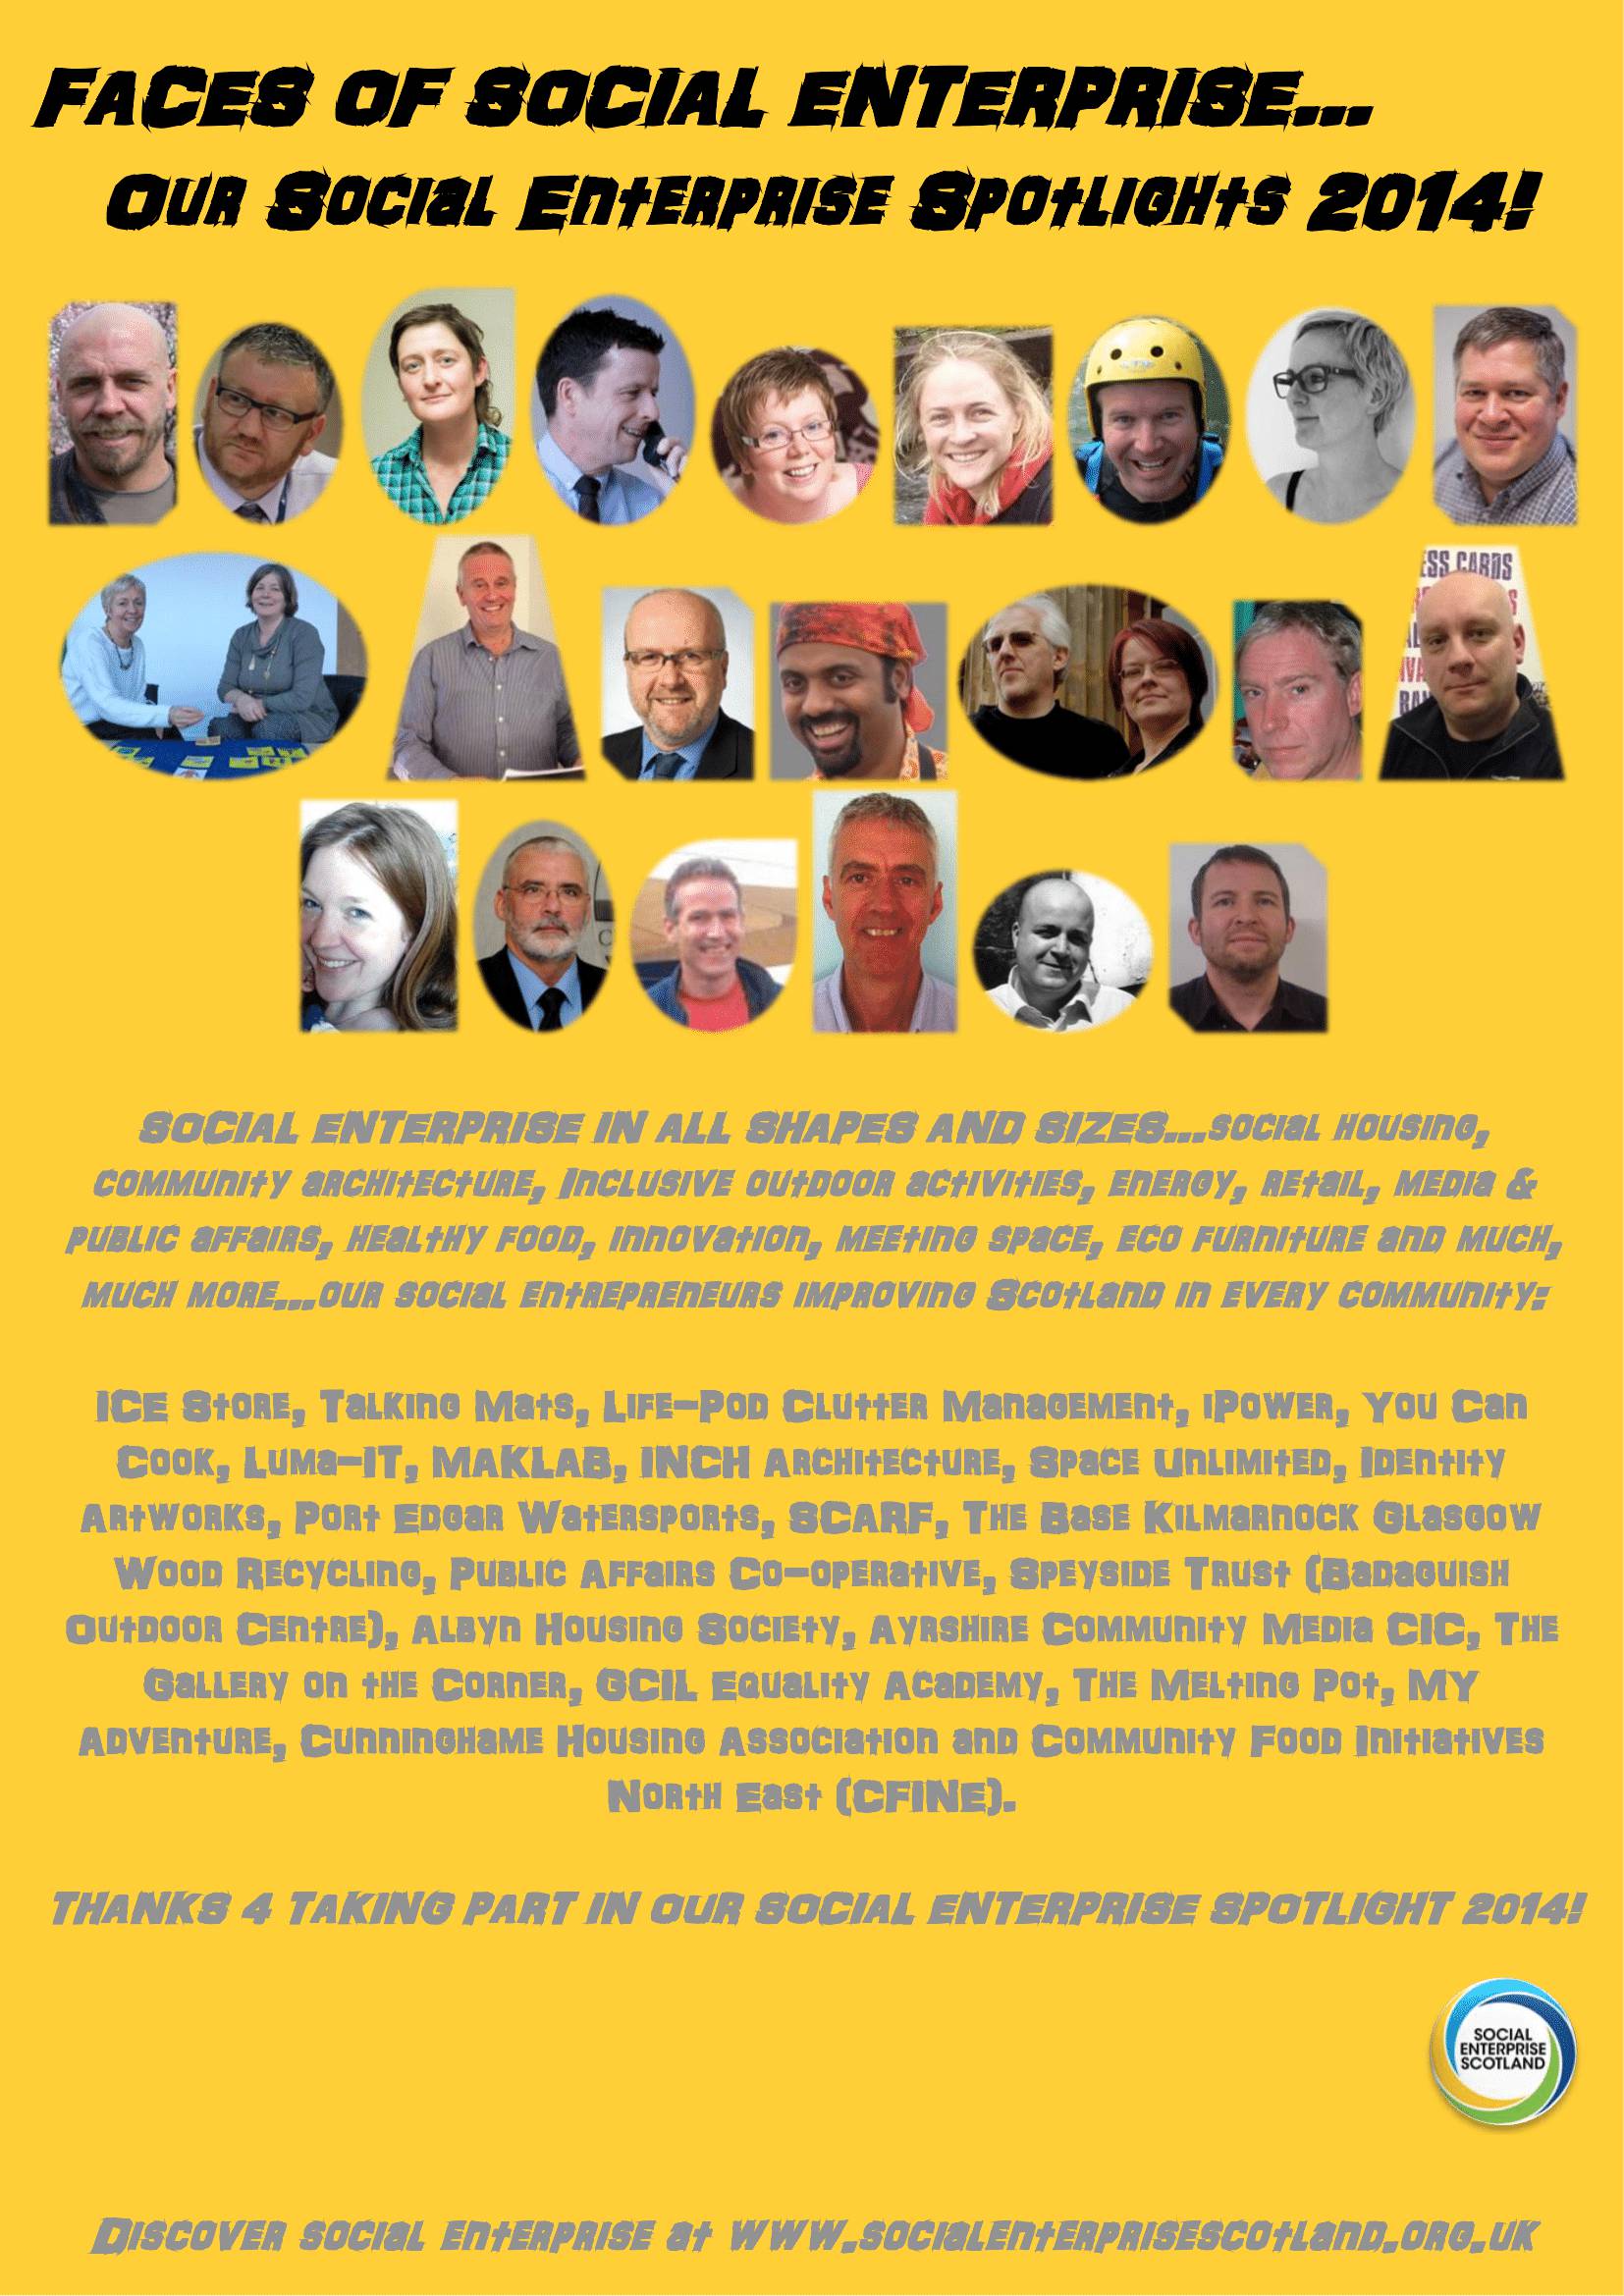 FACES OF SOCIAL ENTERPRISE...
Our Social Enterprise Spotlights 2014!
ESS CARDS
SOCIAL ENTERPRISE IN ALL SHAPES AND SIZES...social housing,
community architecture, Inclusive outdoor activities, energy, retail, media &
public affairs, healthy food, innovation, meeting space, eco furniture and much,
much more...our social entrepreneurs improving Scotland in every community:
ICE Store, Talking Mats, Life-Pod Clutter Management, iPower, You Can
Cook, Luma-IT, MAKLAB, INCH Architecture, Space Unlimited, Identity
Artworks, Port Edgar Watersports, SCARF, The Base Kilmarnock Glasgow
Wood Recycling, Public Affairs Co-operative, Speyside Trust (Badaguish
Outdoor Centre), Albyn Housing Society, Ayrshire Community Media CIC, The
Gallery on the Corner, GCIL Equality Academy, The Melting Pot, MY
Adventure, Cunninghame Housing Association and Community Food Initiatives
North East (CFINE).
THANKS 4 TAKING PART IN OUR SOCIAL ENTERPRISE SPOTLIGHT 2014!
SOCIAL
ENTERPRISE
SCOTLAND
Discover social enterprise at www.socialenterprisescotland.org.uk